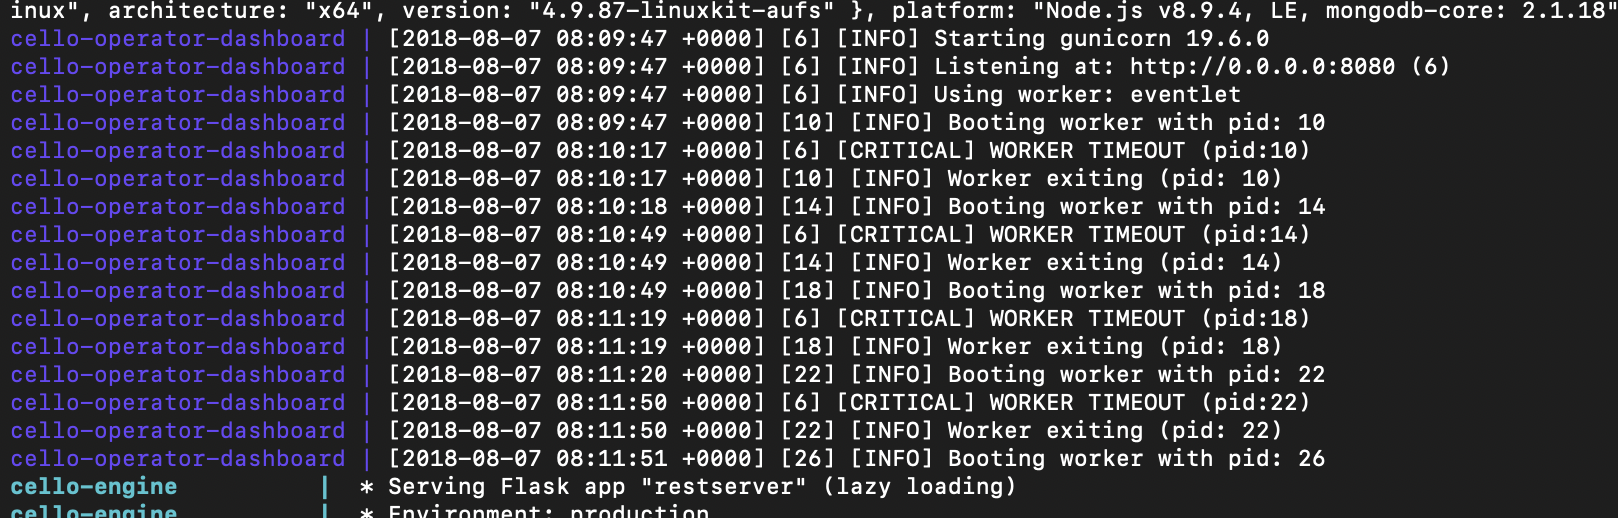 inux", architecture: "x64", version: "4.9.87-linuxkit-aufs" }, platform: "Node.js v8.9.4, LE, mongodb-core: 2.1.18"
cello-operator-dashboard | [2018-08-07 08:09:47 +0000] [6] [INFO] Starting gunicorn 19.6.0
cello-operator-dashboard | [2018-08-07 08:09:47 +0000] [6] [INFO] Listening at: http://0.0.0.0:8080 (6)
cello-operator-dashboard | [2018-08-07 08:09:47 +0000] [6] [INFO] Using worker: eventlet
cello-operator-dashboard | [2018-08-07 08:09:47 +0000] [10] [INFO] Booting worker with pid: 10
cello-operator-dashboard | [2018-08-07 08:10:17 +0000] [6] [CRITICAL] WORKER TIMEOUT (pid:10)
cello-operator-dashboard | [2018-08-07 08:10:17 +0000] [10] [INFO] Worker exiting (pid: 10)
cello-operator-dashboard | [2018-08-07 08:10:18 +0000] [14] [INFO] Booting worker with pid: 14
cello-operator-dashboard | [2018-08-07 08:10:49 +0000] [6] [CRITICAL] WORKER TIMEOUT (pid:14)
cello-operator-dashboard | [2018-08-07 08:10:49 +0000] [14] [INFO] Worker exiting (pid: 14)
cello-operator-dashboard | [2018-08-07 08:10:49 +0000] [18] [INFO] Booting worker with pid: 18
cello-operator-dashboard | [2018-08-07 08:11:19 +0000] [6] [CRITICAL] WORKER TIMEOUT (pid:18)
cello-operator-dashboard | [2018-08-07 08:11:19 +0000] [18] [INFO] Worker exiting (pid: 18)
cello-operator-dashboard | [2018-08-07 08:11:20 +0000] [22] [INFO] Booting worker with pid: 22
cello-operator-dashboard | [2018-08-07 08:11:50 +0000] [6] [CRITICAL] WORKER TIMEOUT (pid:22)
cello-operator-dashboard | [2018-08-07 08:11:50 +0000] [22] [INFO] Worker exiting (pid: 22)
cello-operator-dashboard | [2018-08-07 08:11:51 +0000] [26] [INFO] Booting worker with pid: 26
cello-engine | * Serving Flask app "restserver" (lazy loading)
cello-engine | * Environment: production